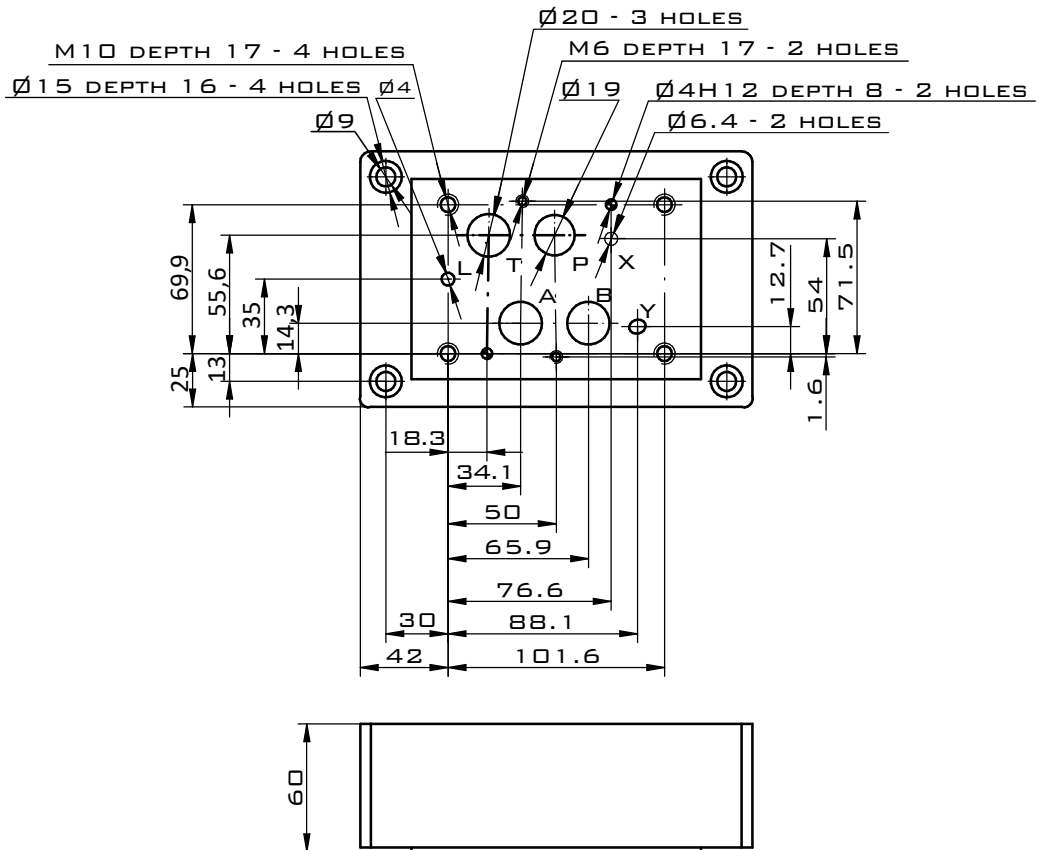 Ø20 - 3 HOLES
M10 DEPTH 17 - 4 HOLES
M6 DEPTH 17 - 2 HOLES
Ø15 DEPTH 16 - 4 HOLES
Ø4
Ø19
Ø4H12 DEPTH 8 - 2 HOLES
Ø9
Ø6.4 - 2 HOLES
L
T
P
X
A
B
Y
69,9
55,6
35
14,3
13
25
12.7
54
71.5
1.6
18.3
34.1
50
65.9
76.6
30
88.1
42
101.6
60